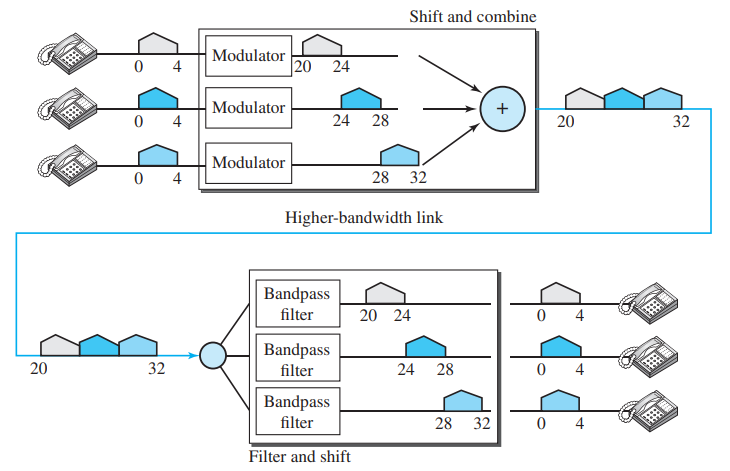 Shift and combine
0 4 Modulator 20 24
0 4 Modulator 24 28 + 20 32
0 4 Modulator 28 32
Higher-bandwidth link
Bandpass
filter 20 24 0 4
20 32 Bandpass
filter 24 28 0 4
Bandpass
filter 28 32 0 4
Filter and shift